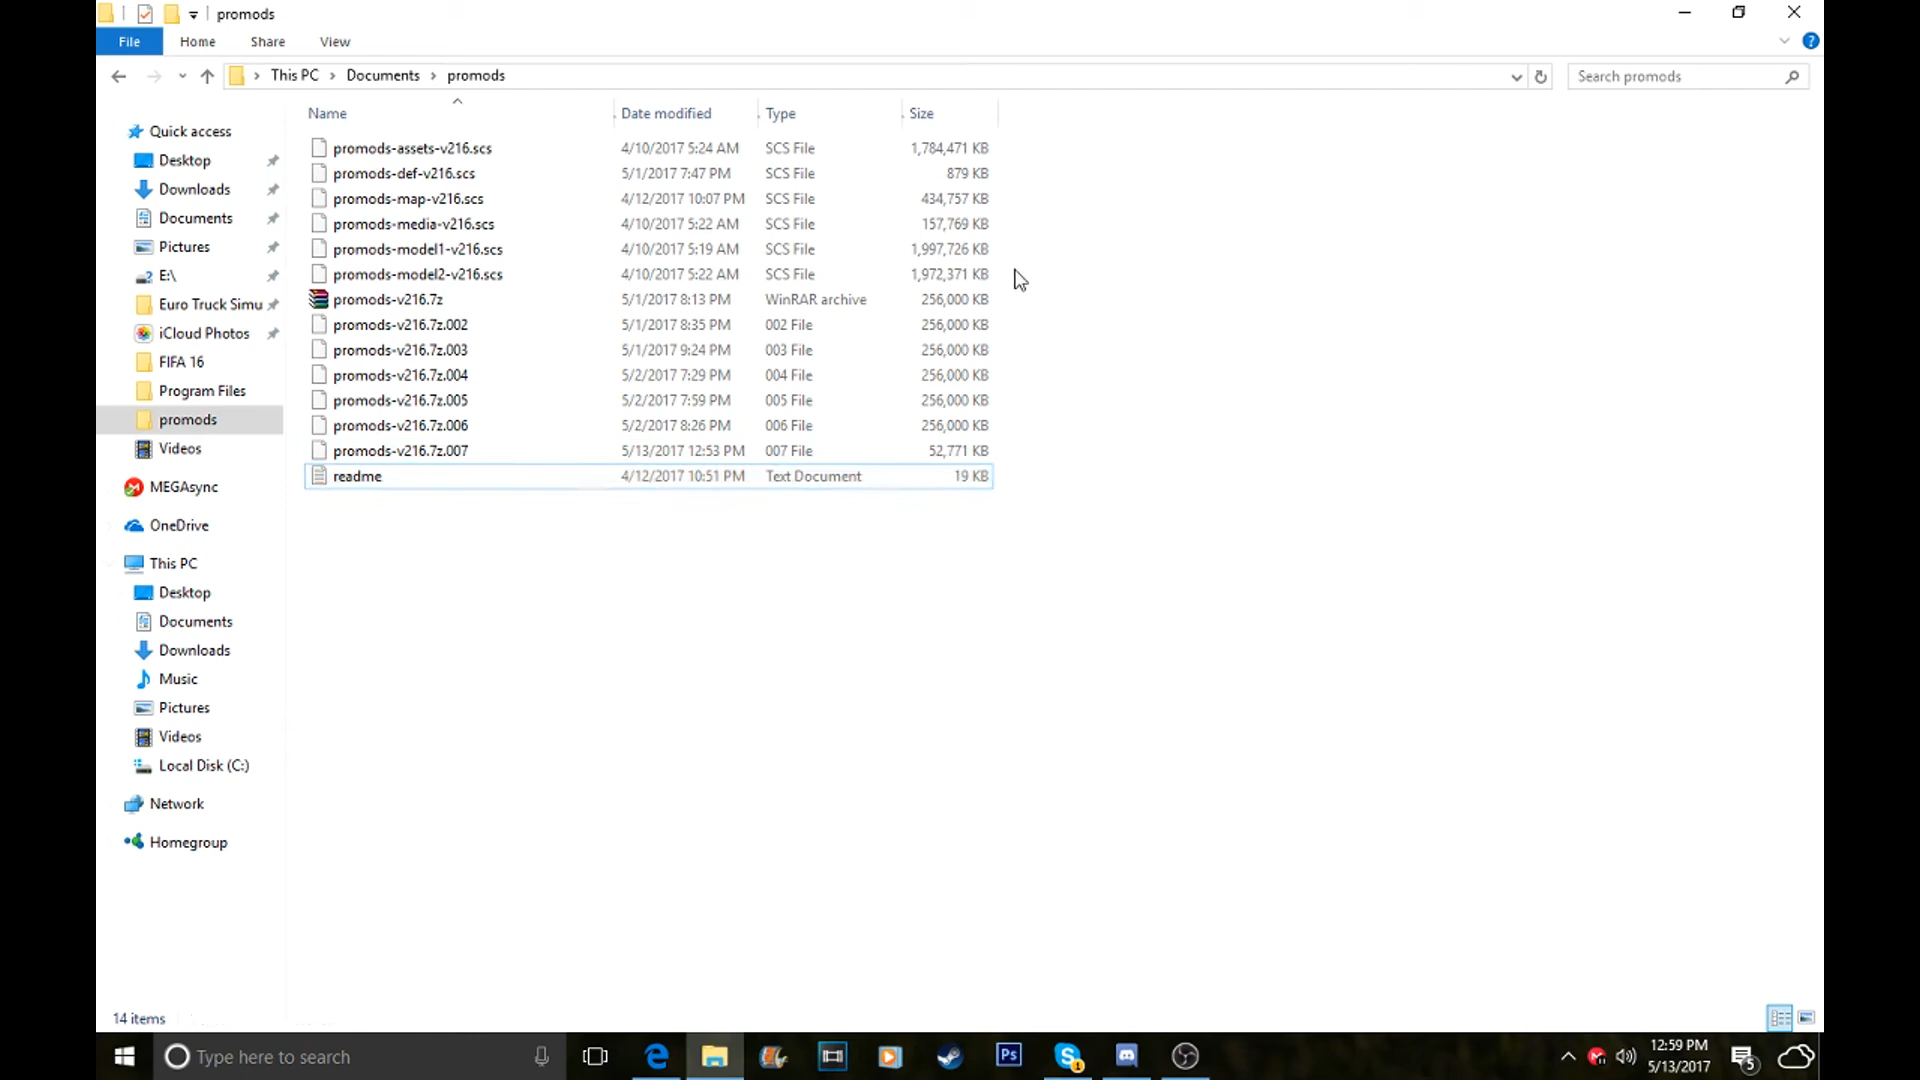 promods
File Home Share View
This PC Documents promods
Search promods
Name Date modified Type Size
promods-assets-v216.scs 4/10/2017 5:24 AM SCS File 1,784,471 KB
promods-def-v216.scs 5/1/2017 7:47 PM SCS File 879 KB
promods-map-v216.scs 4/12/2017 10:07 PM SCS File 434,757 KB
promods-media-v216.scs 4/10/2017 5:22 AM SCS File 157,769 KB
promods-model1-v216.scs 4/10/2017 5:19 AM SCS File 1,997,726 KB
promods-model2-v216.scs 4/10/2017 5:22 AM SCS File 1,972,371 KB
promods-v216.7z 5/1/2017 8:13 PM WinRAR archive 256,000 KB
promods-v216.7z.002 5/1/2017 8:35 PM 002 File 256,000 KB
promods-v216.7z.003 5/1/2017 9:24 PM 003 File 256,000 KB
promods-v216.7z.004 5/2/2017 7:29 PM 004 File 256,000 KB
promods-v216.7z.005 5/2/2017 7:59 PM 005 File 256,000 KB
promods-v216.7z.006 5/2/2017 8:26 PM 006 File 256,000 KB
promods-v216.7z.007 5/13/2017 12:53 PM 007 File 52,771 KB
readme 4/12/2017 10:51 PM Text Document 19 KB
Quick access
Desktop
Downloads
Documents
Pictures
E:\
Euro Truck Simu
iCloud Photos
FIFA 16
Program Files
promods
Videos
MEGAsync
OneDrive
This PC
Desktop
Documents
Downloads
Music
Pictures
Videos
Local Disk (C:)
Network
Homegroup
14 items
Type here to search
Ps
1
12:59 PM
5/13/2017
5